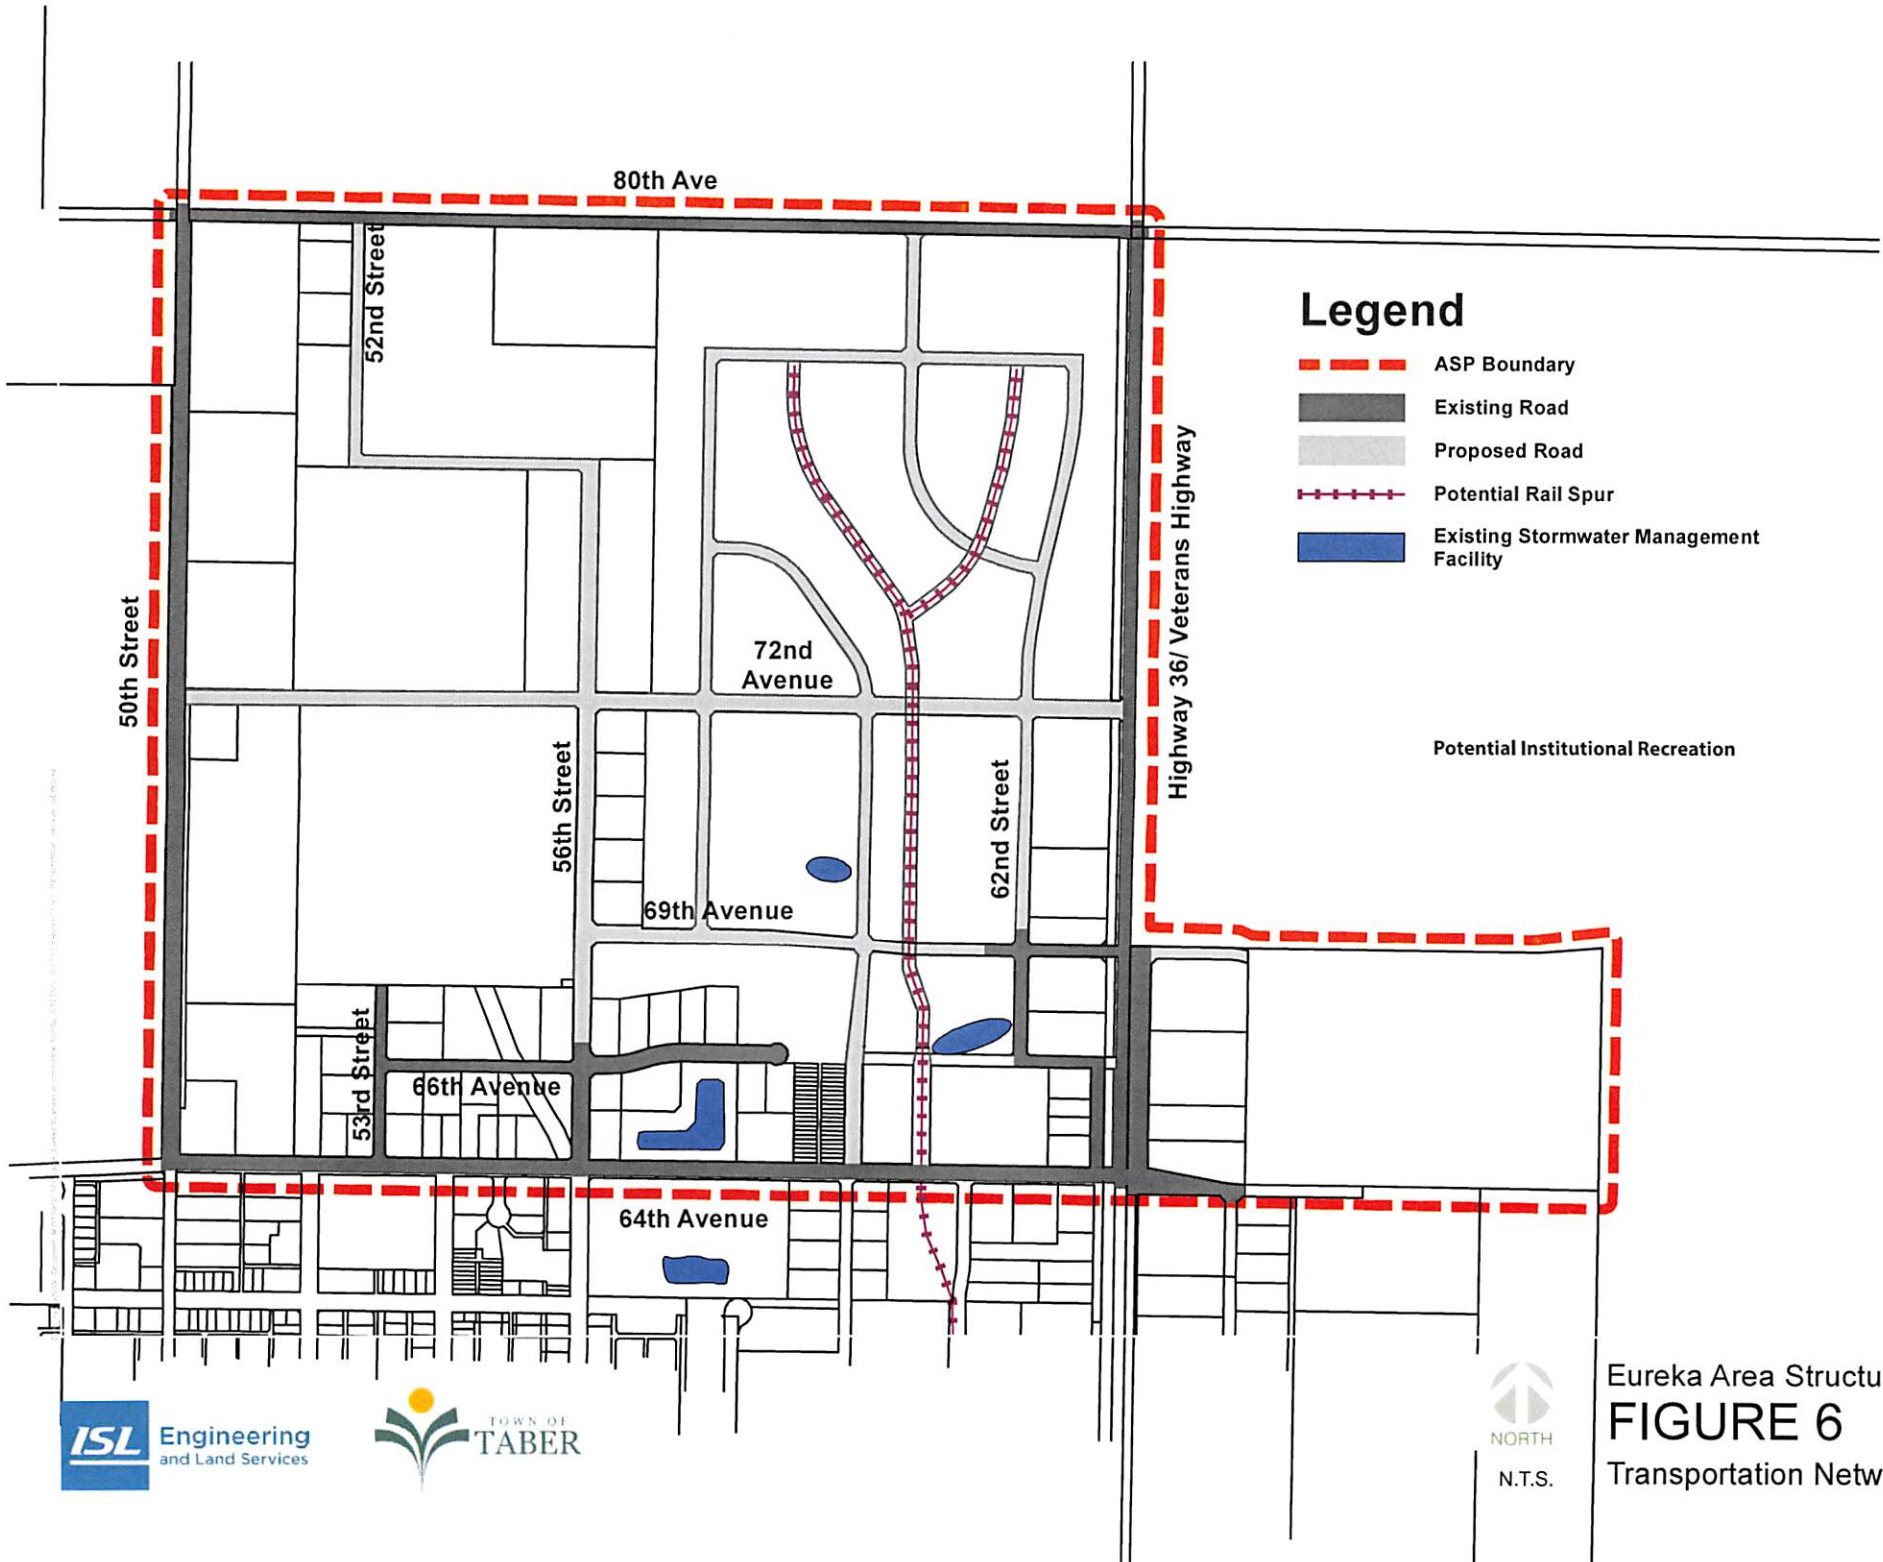 80th Ave
52nd Street
Legend
ASP Boundary
Existing Road
Proposed Road
Potential Rail Spur
Existing Stormwater Management
Facility
Highway 36/ Veterans Highway
50th Street
72nd
Avenue
Potential Institutional Recreation
56th Street
62nd Street
69th Avenue
53rd Street
66th Avenue
64th Avenue
ISL Engineering
and Land Services
TOWN OF
TABER
NORTH
N.T.S.
Eureka Area Structu
FIGURE 6
Transportation Netw